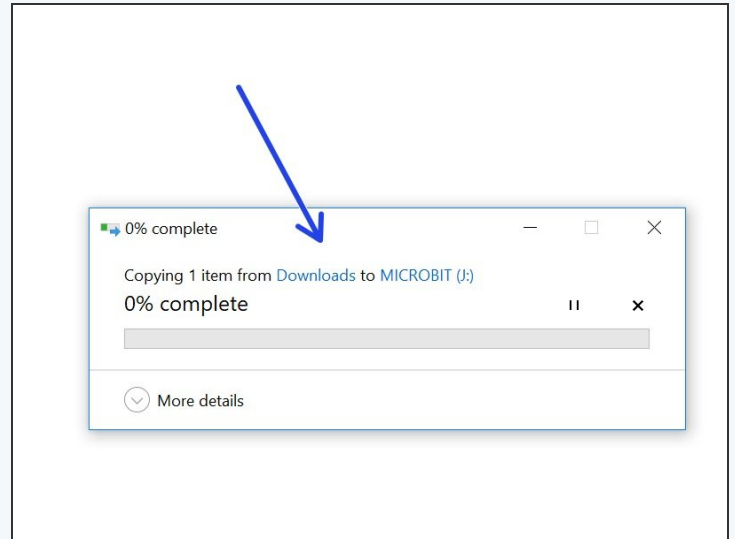 0% complete
Copying 1 item from Downloads to MICROBIT (J:)
0% complete
More details